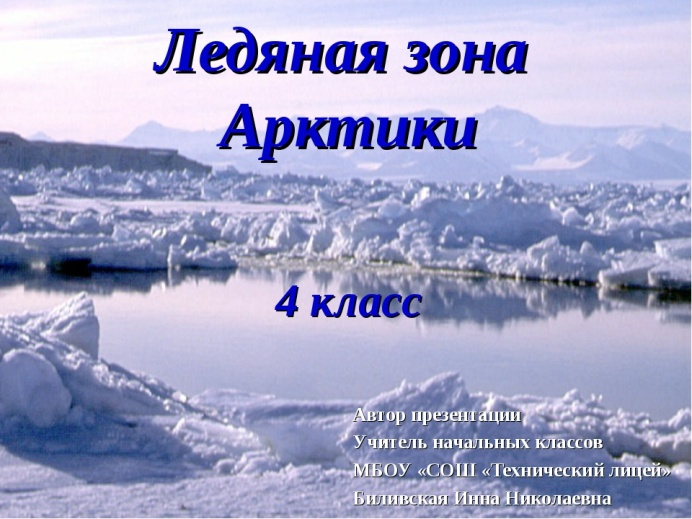 Ледяная зона
Арктики
4 класс
Автор презентации
Учитель начальных классов
МБОУ «СОШ «Технический лицей»
Биливская Инна Николаевна